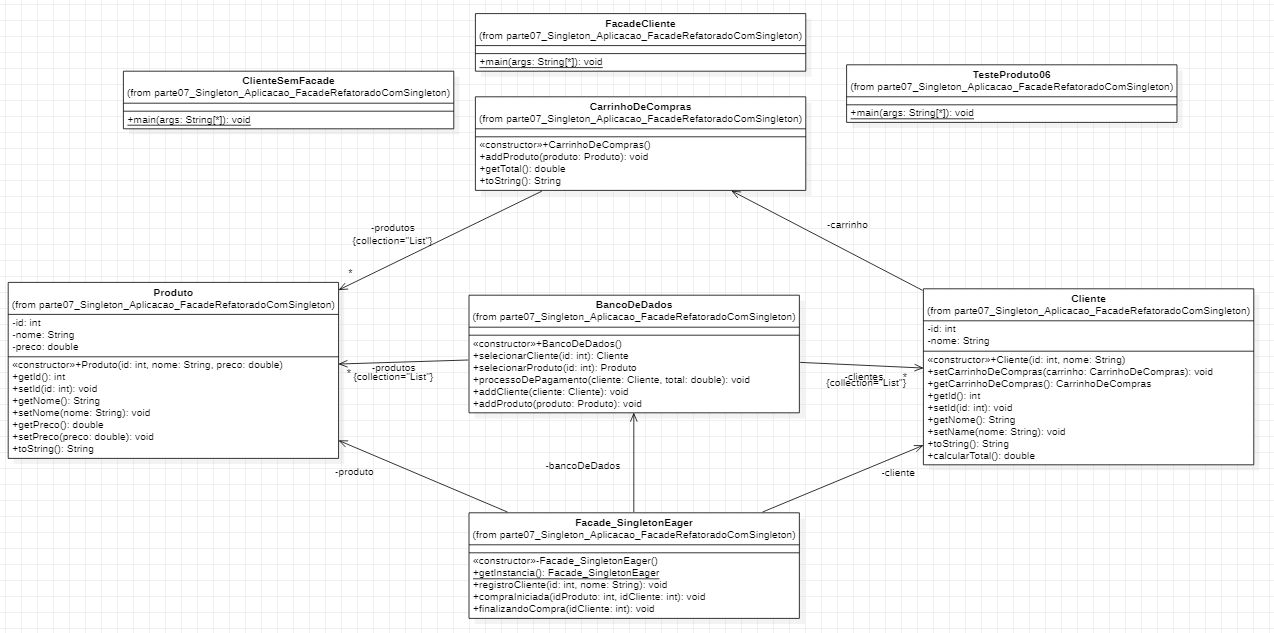 FacadeCliente
(from parte07_Singleton_Aplicacao_FacadeRefatoradoComSingleton)
+main(args: String[*]): void
ClienteSemFacade
(from parte07_Singleton_Aplicacao_FacadeRefatoradoComSingleton)
+main(args: String[*]): void
TesteProduto06
(from parte07_Singleton_Aplicacao_FacadeRefatoradoComSingleton)
+main(args: String[*]): void
CarrinhoDeCompras
(from parte07_Singleton_Aplicacao_FacadeRefatoradoComSingleton)
«constructor»+CarrinhoDeCompras()
+addProduto(produto: Produto): void
+getTotal(): double
+toString(): String
-produtos
{collection="List"}
*
-carrinho
Produto
(from parte07_Singleton_Aplicacao_FacadeRefatoradoComSingleton)
-id: int
-nome: String
-preco: double
«constructor»+Produto(id: int, nome: String, preco: double)
+getId(): int
+setId(id: int): void
+getNome(): String
+setNome(nome: String): void
+getPreco(): double
+setPreco(preco: double): void
+toString(): String
-produtos
* {collection="List"}
BancoDeDados
(from parte07_Singleton_Aplicacao_FacadeRefatoradoComSingleton)
«constructor»+BancoDeDados()
+selecionarCliente(id: int): Cliente
+selecionarProduto(id: int): Produto
+processoDePagamento(cliente: Cliente, total: double): void
+addCliente(cliente: Cliente): void
+addProduto(produto: Produto): void
-clientes *
{collection="List"}
Cliente
(from parte07_Singleton_Aplicacao_FacadeRefatoradoComSingleton)
-id: int
-nome: String
«constructor»+Cliente(id: int, nome: String)
+setCarrinhoDeCompras(carrinho: CarrinhoDeCompras): void
+getCarrinhoDeCompras(): CarrinhoDeCompras
+getId(): int
+setId(id: int): void
+getNome(): String
+setName(nome: String): void
+toString(): String
+calcularTotal(): double
-produto
-bancoDeDados
-cliente
Facade_SingletonEager
(from parte07_Singleton_Aplicacao_FacadeRefatoradoComSingleton)
«constructor»-Facade_SingletonEager()
+getInstancia(): Facade_SingletonEager
+registroCliente(id: int, nome: String): void
+compraIniciada(idProduto: int, idCliente: int): void
+finalizandoCompra(idCliente: int): void